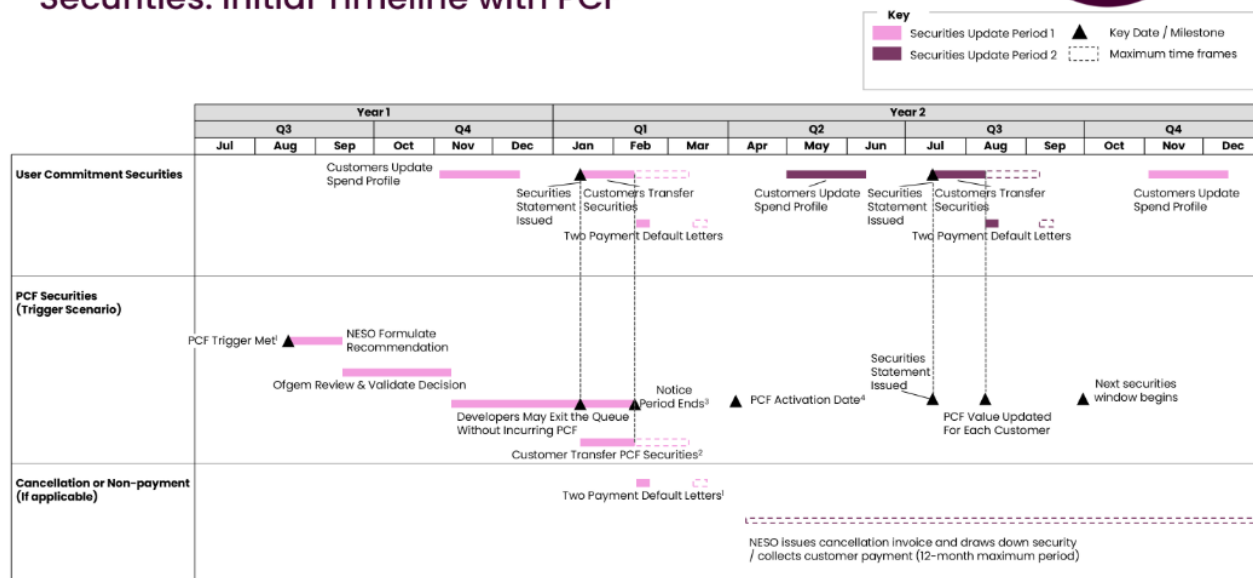 Securities: Initial Timeline with PCF
Key
Securities Update Period 1
Key Date / Milestone
Securities Update Period 2
Maximum time frames
Year 1
Year 2
Q3
Q4
Q1
Q2
Q3
Q4
Jul
Aug
Sep
Oct
Nov
Dec
Jan
Feb
Mar
Apr
May
Jun
Jul
Aug
Sep
Oct
Nov
Dec
User Commitment Securities
Customers Update
Spend Profile
Securities
Statement
Issued
Customers Transfer
Securities
Two Payment Default Letters
Customers Update
Spend Profile
Securities
Statement
Issued
Customers Transfer
Securities
Two Payment Default Letters
Customers Update
Spend Profile
PCF Securities
(Trigger Scenario)
PCF Trigger Met¹
NESO Formulate
Recommendation
Ofgem Review & Validate Decision
Developers May Exit the Queue
Without Incurring PCF
Notice
Period Ends³
Customer Transfer PCF Securities²
PCF Activation Date⁴
Securities
Statement
Issued
PCF Value Updated
For Each Customer
Next securities
window begins
Cancellation or Non-payment
(If applicable)
Two Payment Default Letters¹
NESO issues cancellation invoice and draws down security
/ collects customer payment (12-month maximum period)